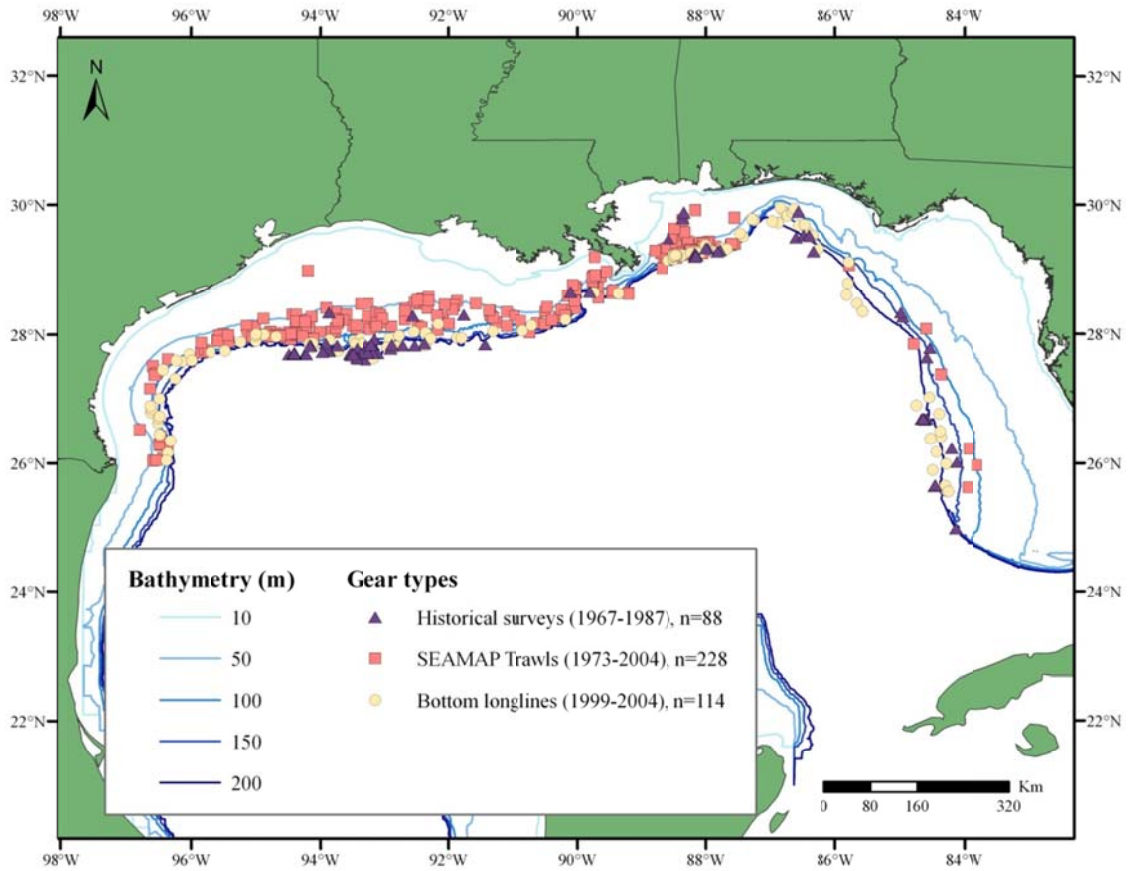 98°W 96°W 94°W 92°W 90°W 88°W 86°W 84°W
N
32°N 32°N
30°N 30°N
28°N 28°N
26°N 26°N
24°N 24°N
22°N 22°N
Bathymetry (m) Gear types
10 Historical surveys (1967-1987), n=88
50 SEAMAP Trawls (1973-2004), n=228
100 Bottom longlines (1999-2004), n=114
150
200
Km
0 80 160 320
98°W 96°W 94°W 92°W 90°W 88°W 86°W 84°W